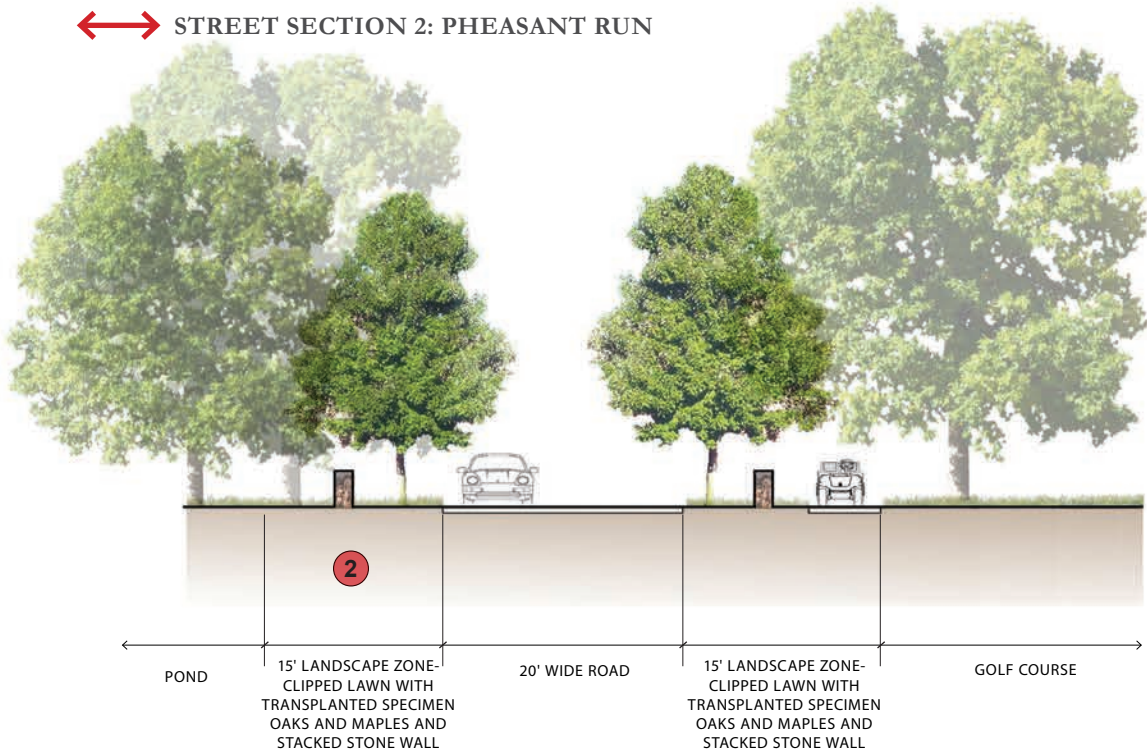 STREET SECTION 2: PHEASANT RUN
2
POND
15' LANDSCAPE ZONE-
CLIPPED LAWN WITH
TRANSPLANTED SPECIMEN
OAKS AND MAPLES AND
STACKED STONE WALL
20' WIDE ROAD
15' LANDSCAPE ZONE-
CLIPPED LAWN WITH
TRANSPLANTED SPECIMEN
OAKS AND MAPLES AND
STACKED STONE WALL
GOLF COURSE